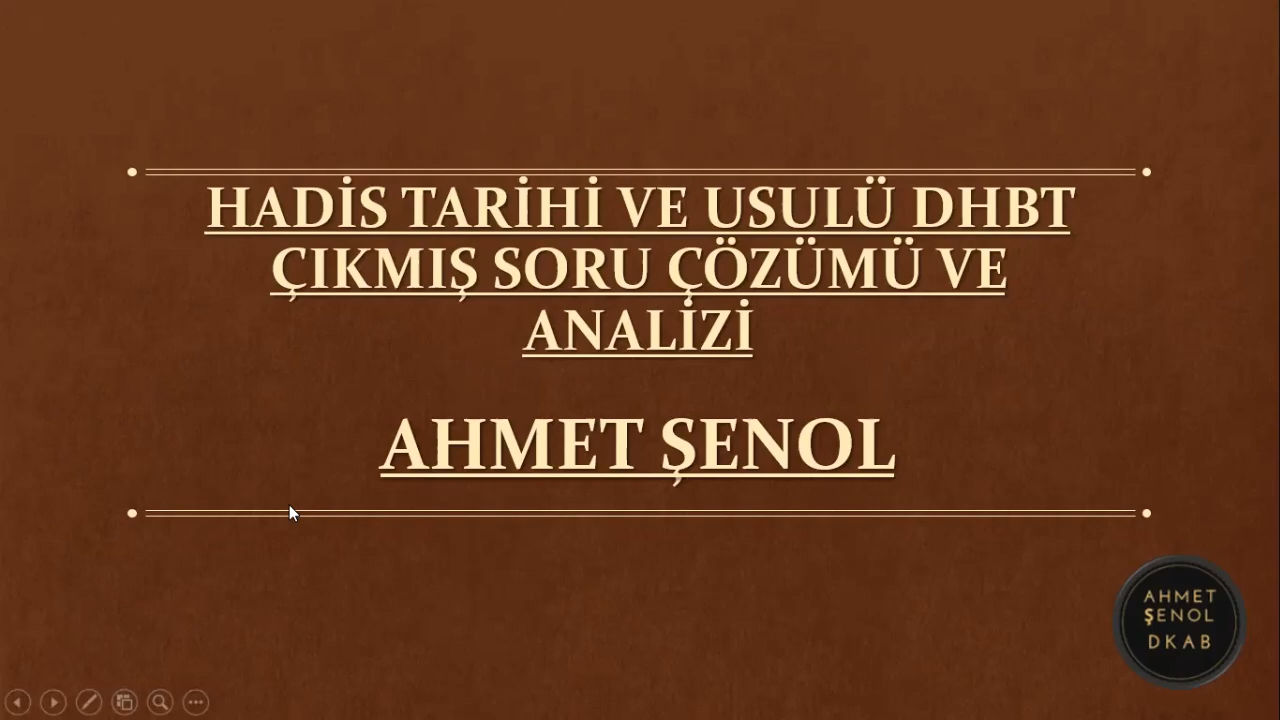 HADİS TARİHİ VE USULÜ DHBT
ÇIKMIŞ SORU ÇÖZÜMÜ VE
ANALİZİ
AHMET ŞENOL
AHMET
ŞENOL
DKAB